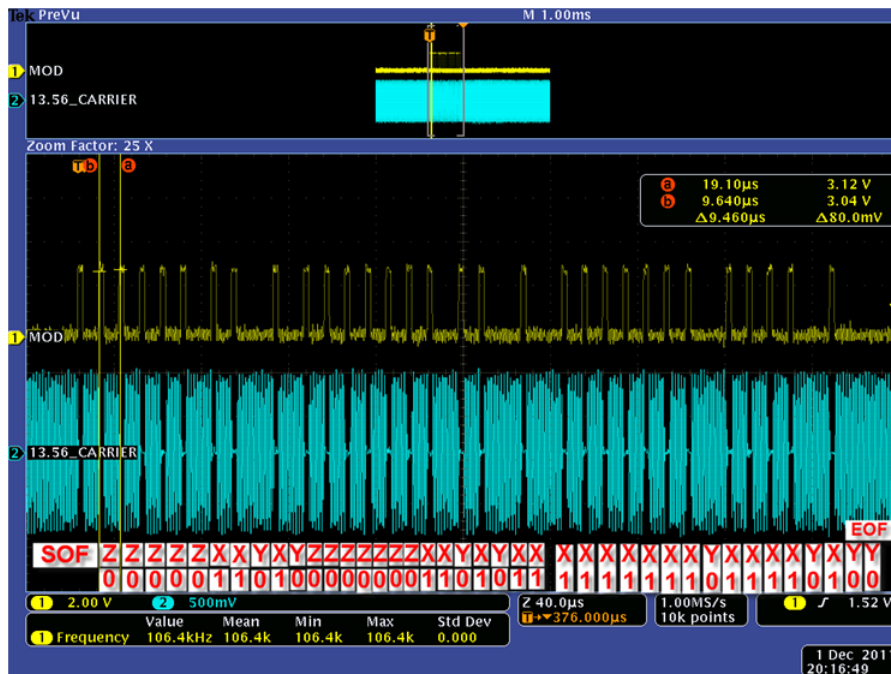 Tek PreVu M 1.00ms
T
1 MOD
2 13.56_CARRIER
Zoom Factor: 25 X
T b a
a 19.10µs 3.12 V
b 9.640µs 3.04 V
Δ9.460µs Δ80.0mV
1 MOD
2 13.56_CARRIER
EOF
SOF Z Z Z Z Z X X Y X Y Z Z Z Z Z Z X X Y X Y X X X X X X X X X Y X X X X Y X Y Y
0 0 0 0 0 1 1 0 1 0 0 0 0 0 0 0 1 1 0 1 0 1 1 1 1 1 1 1 1 1 0 1 1 1 1 0 1 0 0
1 2.00 V 2 500mV Z 40.0µs 1.00MS/s 1 1.52 V
T→▼376.000µs 10k points
Value Mean Min Max Std Dev
1 Frequency 106.4kHz 106.4k 106.4k 106.4k 0.000
1 Dec 201
20:16:49